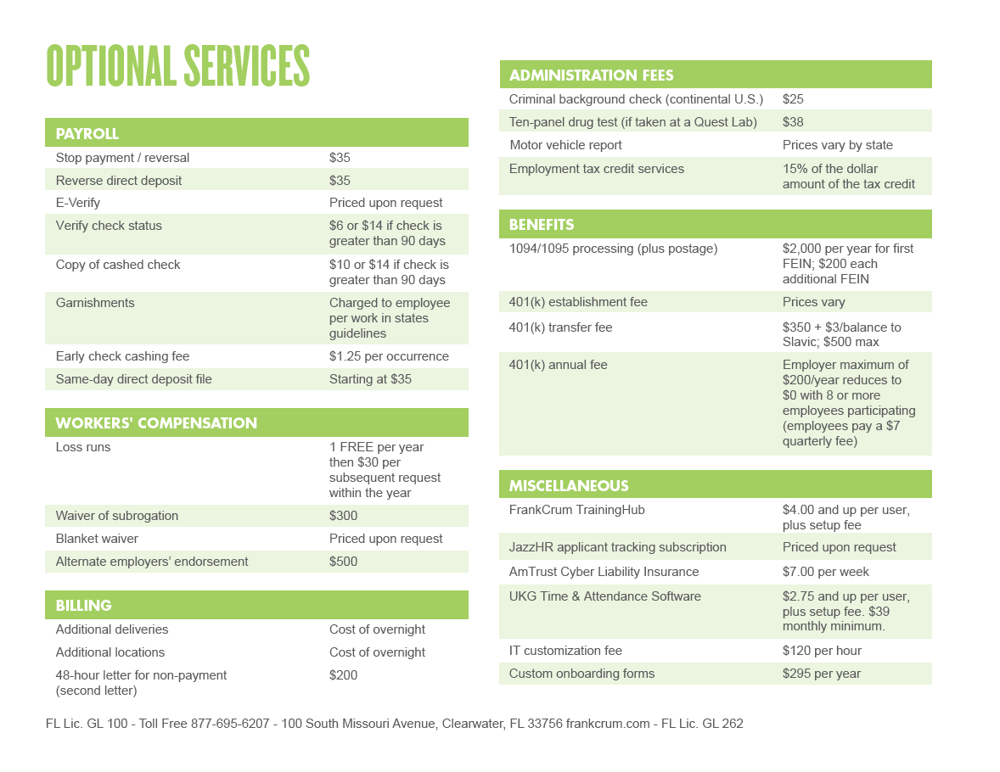 OPTIONAL SERVICES
PAYROLL
Stop payment / reversal $35
Reverse direct deposit $35
E-Verify Priced upon request
Verify check status $6 or $14 if check is
greater than 90 days
Copy of cashed check $10 or $14 if check is
greater than 90 days
Garnishments Charged to employee
per work in states
guidelines
Early check cashing fee $1.25 per occurrence
Same-day direct deposit file Starting at $35
WORKERS' COMPENSATION
Loss runs 1 FREE per year
then $30 per
subsequent request
within the year
Waiver of subrogation $300
Blanket waiver Priced upon request
Alternate employers’ endorsement $500
BILLING
Additional deliveries Cost of overnight
Additional locations Cost of overnight
48-hour letter for non-payment $200
(second letter)
ADMINISTRATION FEES
Criminal background check (continental U.S.) $25
Ten-panel drug test (if taken at a Quest Lab) $38
Motor vehicle report Prices vary by state
Employment tax credit services 15% of the dollar
amount of the tax credit
BENEFITS
1094/1095 processing (plus postage) $2,000 per year for first
FEIN; $200 each
additional FEIN
401(k) establishment fee Prices vary
401(k) transfer fee $350 + $3/balance to
Slavic; $500 max
401(k) annual fee Employer maximum of
$200/year reduces to
$0 with 8 or more
employees participating
(employees pay a $7
quarterly fee)
MISCELLANEOUS
FrankCrum TrainingHub $4.00 and up per user,
plus setup fee
JazzHR applicant tracking subscription Priced upon request
AmTrust Cyber Liability Insurance $7.00 per week
UKG Time & Attendance Software $2.75 and up per user,
plus setup fee. $39
monthly minimum.
IT customization fee $120 per hour
Custom onboarding forms $295 per year
FL Lic. GL 100 - Toll Free 877-695-6207 - 100 South Missouri Avenue, Clearwater, FL 33756 frankcrum.com - FL Lic. GL 262